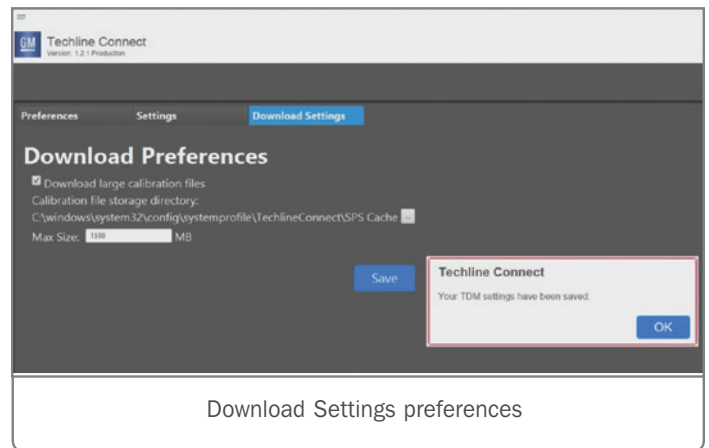 GM
Techline Connect
Version: 1.2.1 Production
Preferences Settings Download Settings
Download Preferences
Download large calibration files
Calibration file storage directory:
C:\windows\system32\config\systemprofile\TechlineConnect\SPS Cache
Max Size: 1500 MB
Save
Techline Connect
Your TDM settings have been saved.
OK
Download Settings preferences